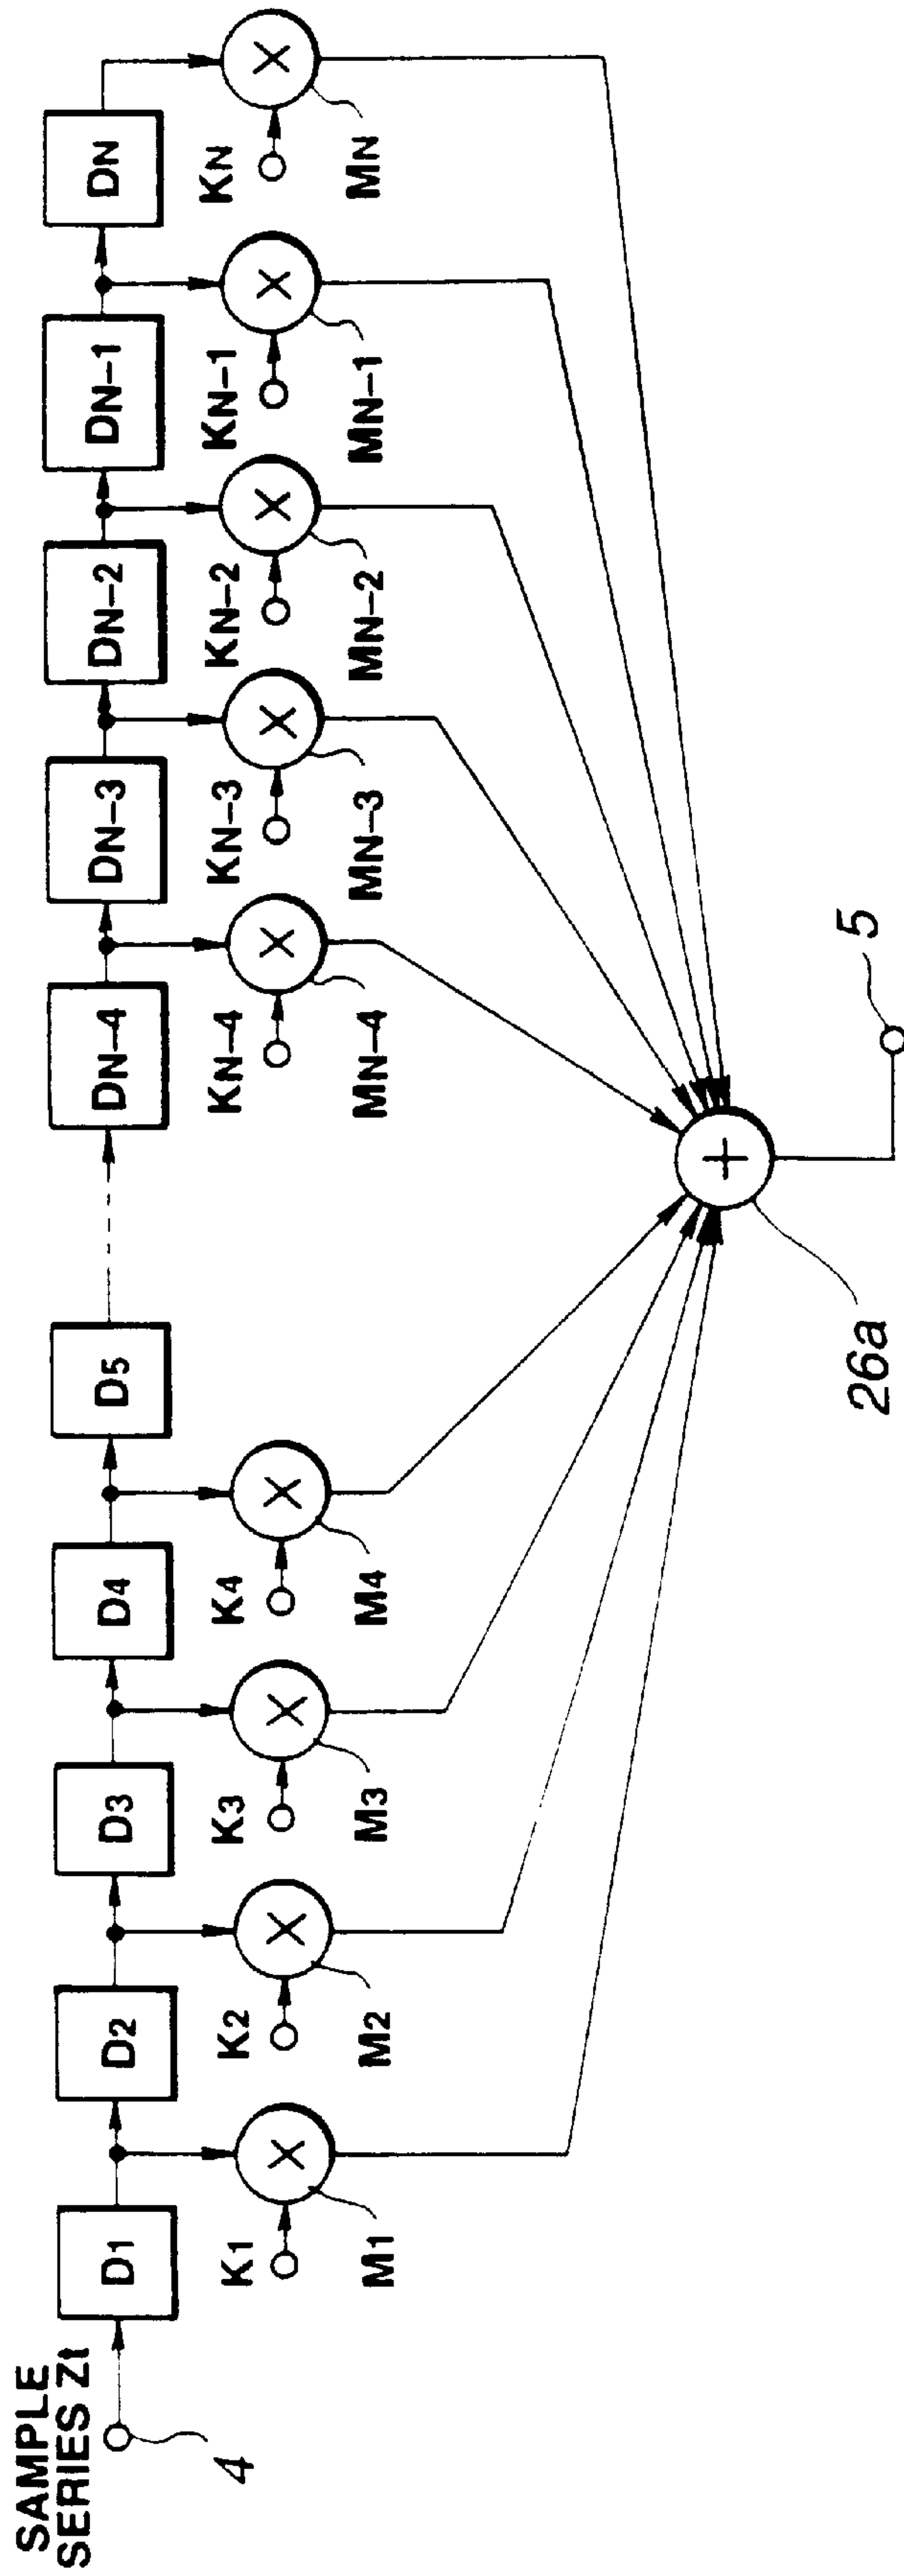 SAMPLE
SERIES Zt
4
D1
D2
D3
D4
D5
DN-4
DN-3
DN-2
DN-1
DN
K1
K2
K3
K4
KN-4
KN-3
KN-2
KN-1
KN
×
×
×
×
×
×
×
×
×
M1
M2
M3
M4
MN-4
MN-3
MN-2
MN-1
MN
+
26a
5